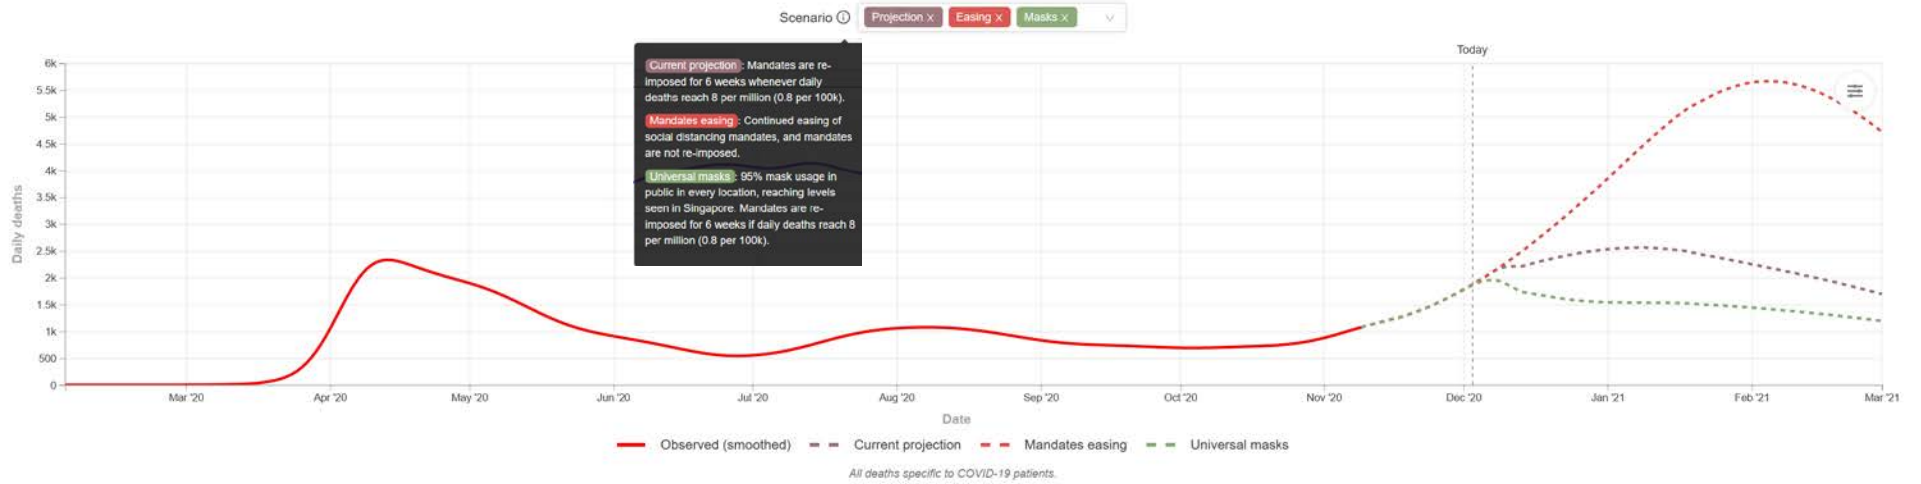 Scenario
Projection x Easing x Masks x
Today
Current projection: Mandates are re-
imposed for 6 weeks whenever daily
deaths reach 8 per million (0.8 per 100k).
Mandates easing: Continued easing of
social distancing mandates, and mandates
are not re-imposed.
Universal masks: 95% mask usage in
public in every location, reaching levels
seen in Singapore. Mandates are re-
imposed for 6 weeks if daily deaths reach 8
per million (0.8 per 100k).
Daily deaths
6k
5.5k
5k
4.5k
4k
3.5k
3k
2.5k
2k
1.5k
1k
500
0
Mar '20 Apr '20 May '20 Jun '20 Jul '20 Aug '20 Sep '20 Oct '20 Nov '20 Dec '20 Jan '21 Feb '21 Mar '21
Date
Observed (smoothed) Current projection Mandates easing Universal masks
All deaths specific to COVID-19 patients.